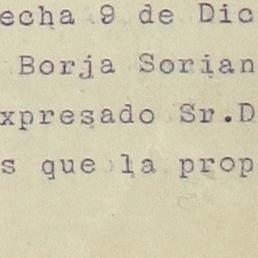 echa 9 de Dic
Borja Sorian
xpresado Sr.D
s que la prop